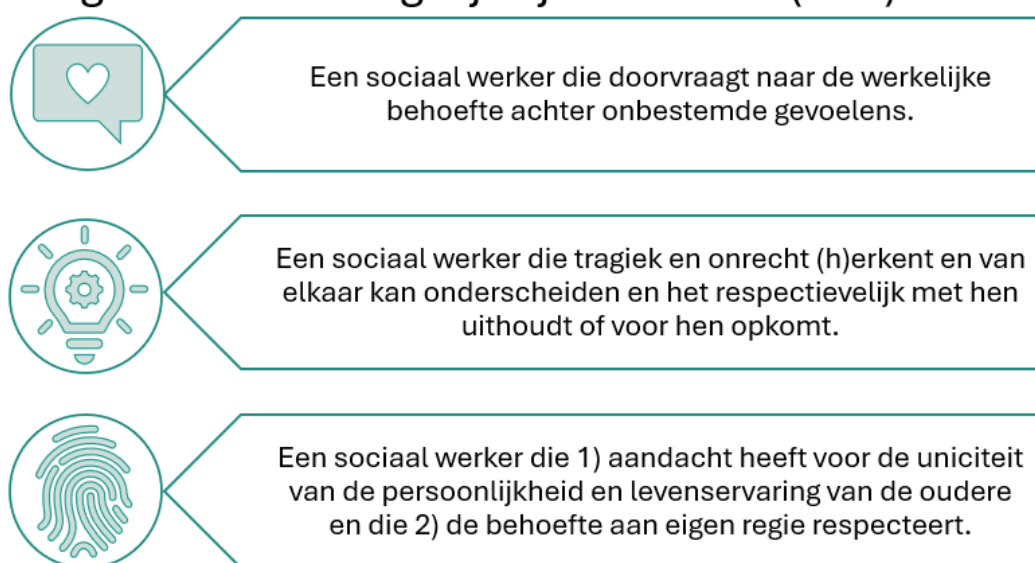 Een sociaal werker die doorvraagt naar de werkelijke
behoefte achter onbestemde gevoelens.
Een sociaal werker die tragiek en onrecht (h)erkent en van
elkaar kan onderscheiden en het respectievelijk met hen
uithoudt of voor hen opkomt.
Een sociaal werker die 1) aandacht heeft voor de uniciteit
van de persoonlijkheid en levenservaring van de oudere
en die 2) de behoefte aan eigen regie respecteert.